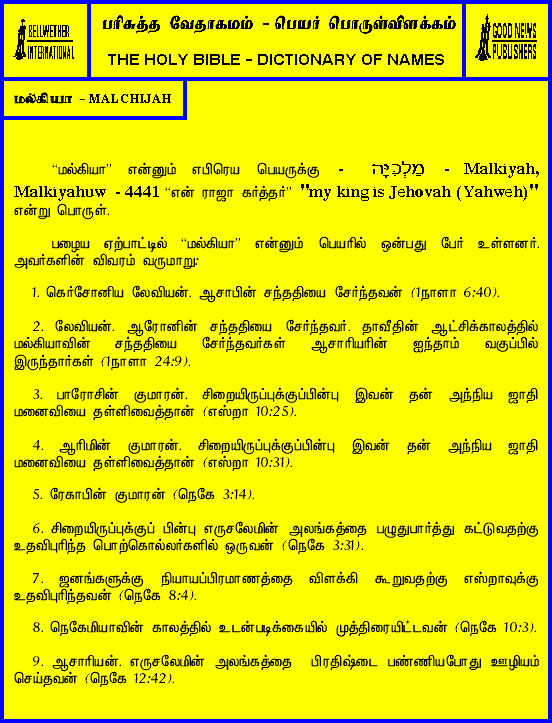 BELLWETHER
INTERNATIONAL
பரிசுத்த வேதாகமம் - பெயர் பொருள்விளக்கம்
THE HOLY BIBLE - DICTIONARY OF NAMES
GOOD NEWS
PUBLISHERS
மல்கியா - MALCHIJAH
“மல்கியா” என்னும் எபிரெய பெயருக்கு - מַלְכִּיָּה - Malkiyah,
Malkiyahuw - 4441 “என் ராஜா கர்த்தர்” "my king is Jehovah (Yahweh)"
என்று பொருள்.
பழைய ஏற்பாட்டில் “மல்கியா” என்னும் பெயரில் ஒன்பது பேர் உள்ளனர்.
அவர்களின் விவரம் வருமாறு:
1. கெர்சோனிய லேவியன். ஆசாபின் சந்ததியை சேர்ந்தவன் (1நாளா 6:40).
2. லேவியன். ஆரோனின் சந்ததியை சேர்ந்தவர். தாவீதின் ஆட்சிக்காலத்தில்
மல்கியாவின் சந்ததியை சேர்ந்தவர்கள் ஆசாரியரின் ஐந்தாம் வகுப்பில்
இருந்தார்கள் (1நாளா 24:9).
3. பாரோசின் குமாரன். சிறையிருப்புக்குப்பின்பு இவன் தன் அந்நிய ஜாதி
மனைவியை தள்ளிவைத்தான் (எஸ்றா 10:25).
4. ஆரிமின் குமாரன். சிறையிருப்புக்குப்பின்பு இவன் தன் அந்நிய ஜாதி
மனைவியை தள்ளிவைத்தான் (எஸ்றா 10:31).
5. ரேகாபின் குமாரன் (நெகே 3:14).
6. சிறையிருப்புக்குப் பின்பு எருசலேமின் அலங்கத்தை பழுதுபார்த்து கட்டுவதற்கு
உதவிபுரிந்த பொற்கொல்லர்களில் ஒருவன் (நெகே 3:31).
7. ஜனங்களுக்கு நியாயப்பிரமாணத்தை விளக்கி கூறுவதற்கு எஸ்றாவுக்கு
உதவிபுரிந்தவன் (நெகே 8:4).
8. நெகேமியாவின் காலத்தில் உடன்படிக்கையில் முத்திரையிட்டவன் (நெகே 10:3).
9. ஆசாரியன். எருசலேமின் அலங்கத்தை பிரதிஷ்டை பண்ணியபோது ஊழியம்
செய்தவன் (நெகே 12:42).